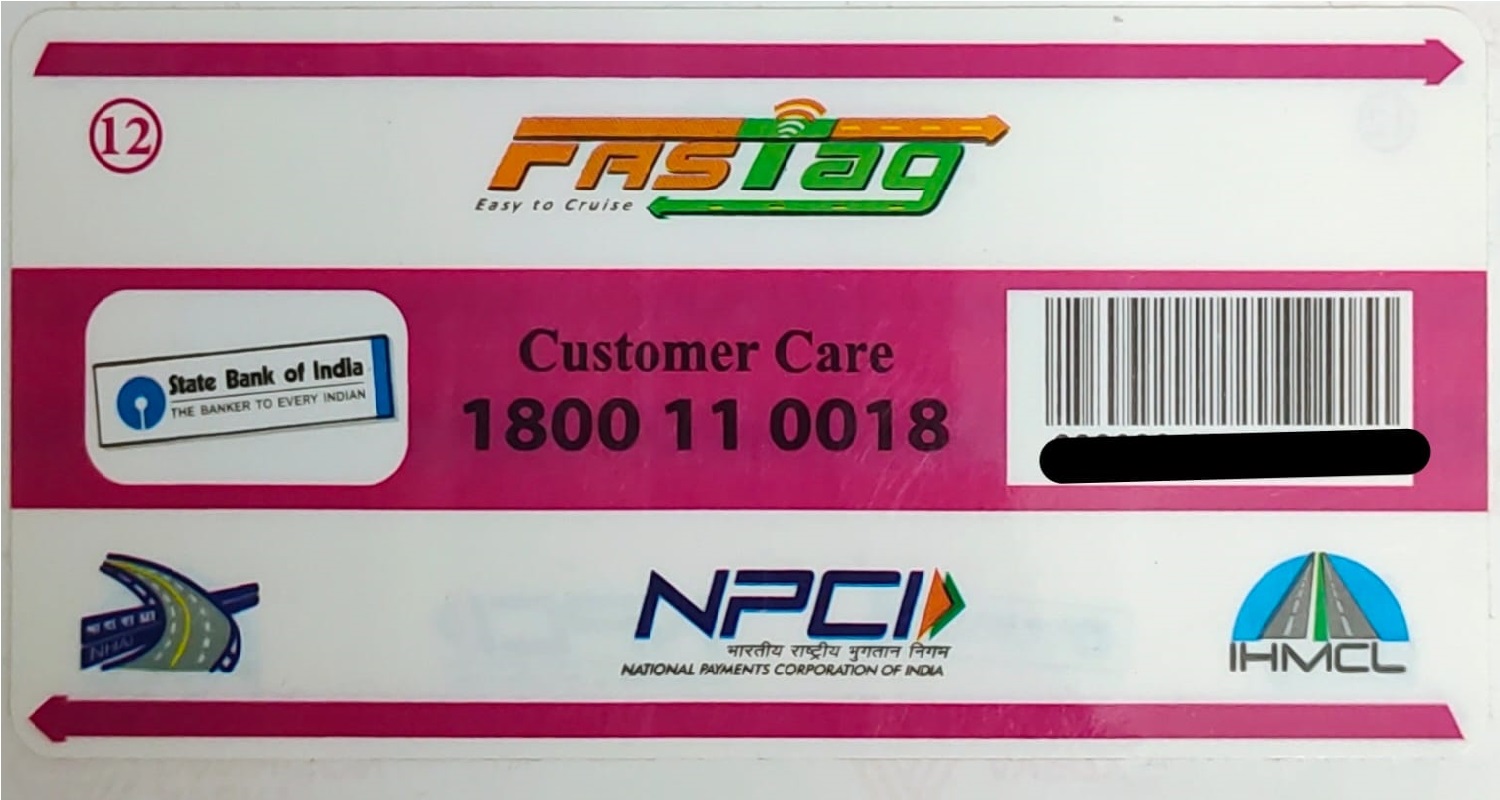 12
FASTag
Easy to Cruise
State Bank of India
THE BANKER TO EVERY INDIAN
Customer Care
1800 11 0018
भा रा रा प्रा
NHAI
NPCI
भारतीय राष्ट्रीय भुगतान निगम
NATIONAL PAYMENTS CORPORATION OF INDIA
IHMCL